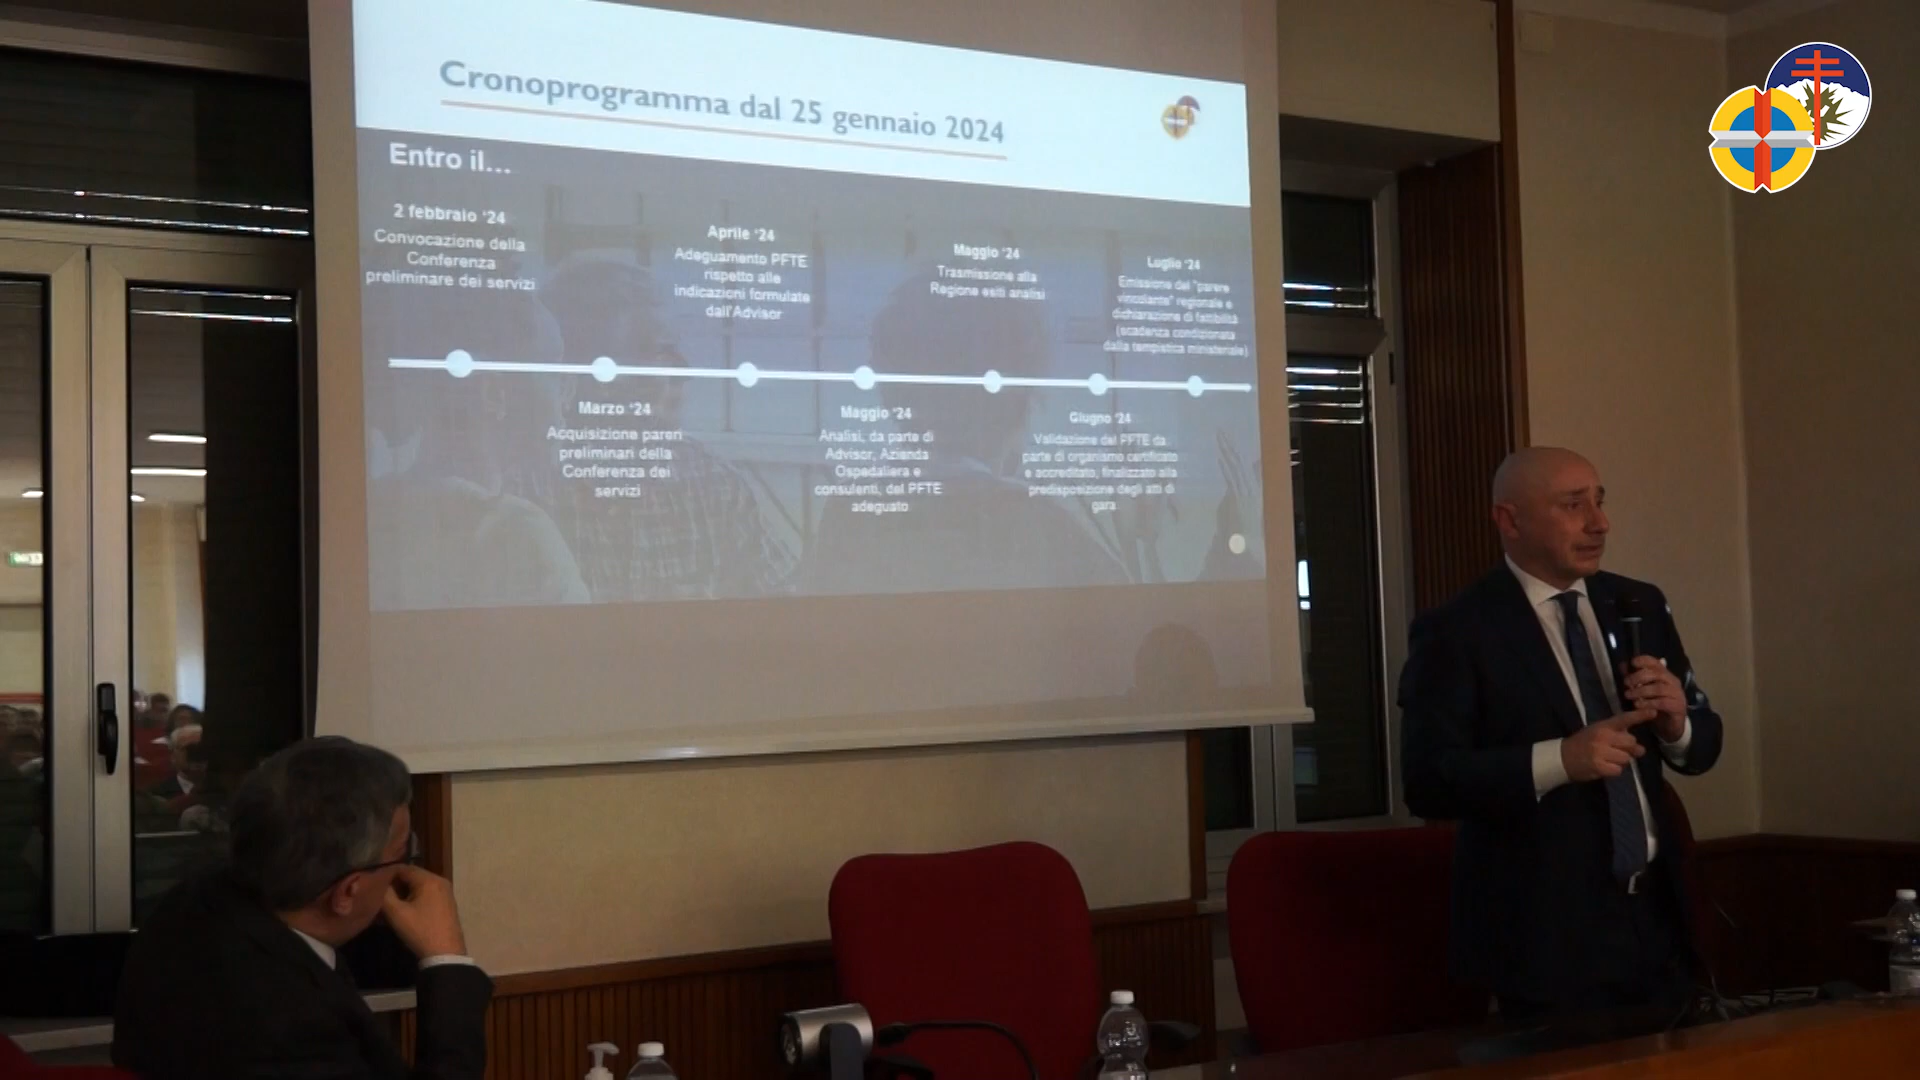 Cronoprogramma dal 25 gennaio 2024
Entro il...
2 febbraio '24
Convocazione della
Conferenza
preliminare dei servizi
Marzo '24
Acquisizione pareri
preliminari della
Conferenza dei
servizi
Aprile '24
Adeguamento PFTE
rispetto alle
indicazioni formulate
dall'Advisor
Maggio '24
Analisi, da parte di
Advisor, Azienda
Ospedaliera e
consulenti, del PFTE
adeguato
Maggio '24
Trasmissione alla
Regione esiti analisi
Giugno '24
Validazione del PFTE da
parte di organismo certificato
e accreditato, finalizzato alla
predisposizione degli atti di
gara
Luglio '24
Emissione del "parere
vincolante" regionale e
dichiarazione di fattibilità
(scadenza condizionata
dalla tempistica ministeriale)